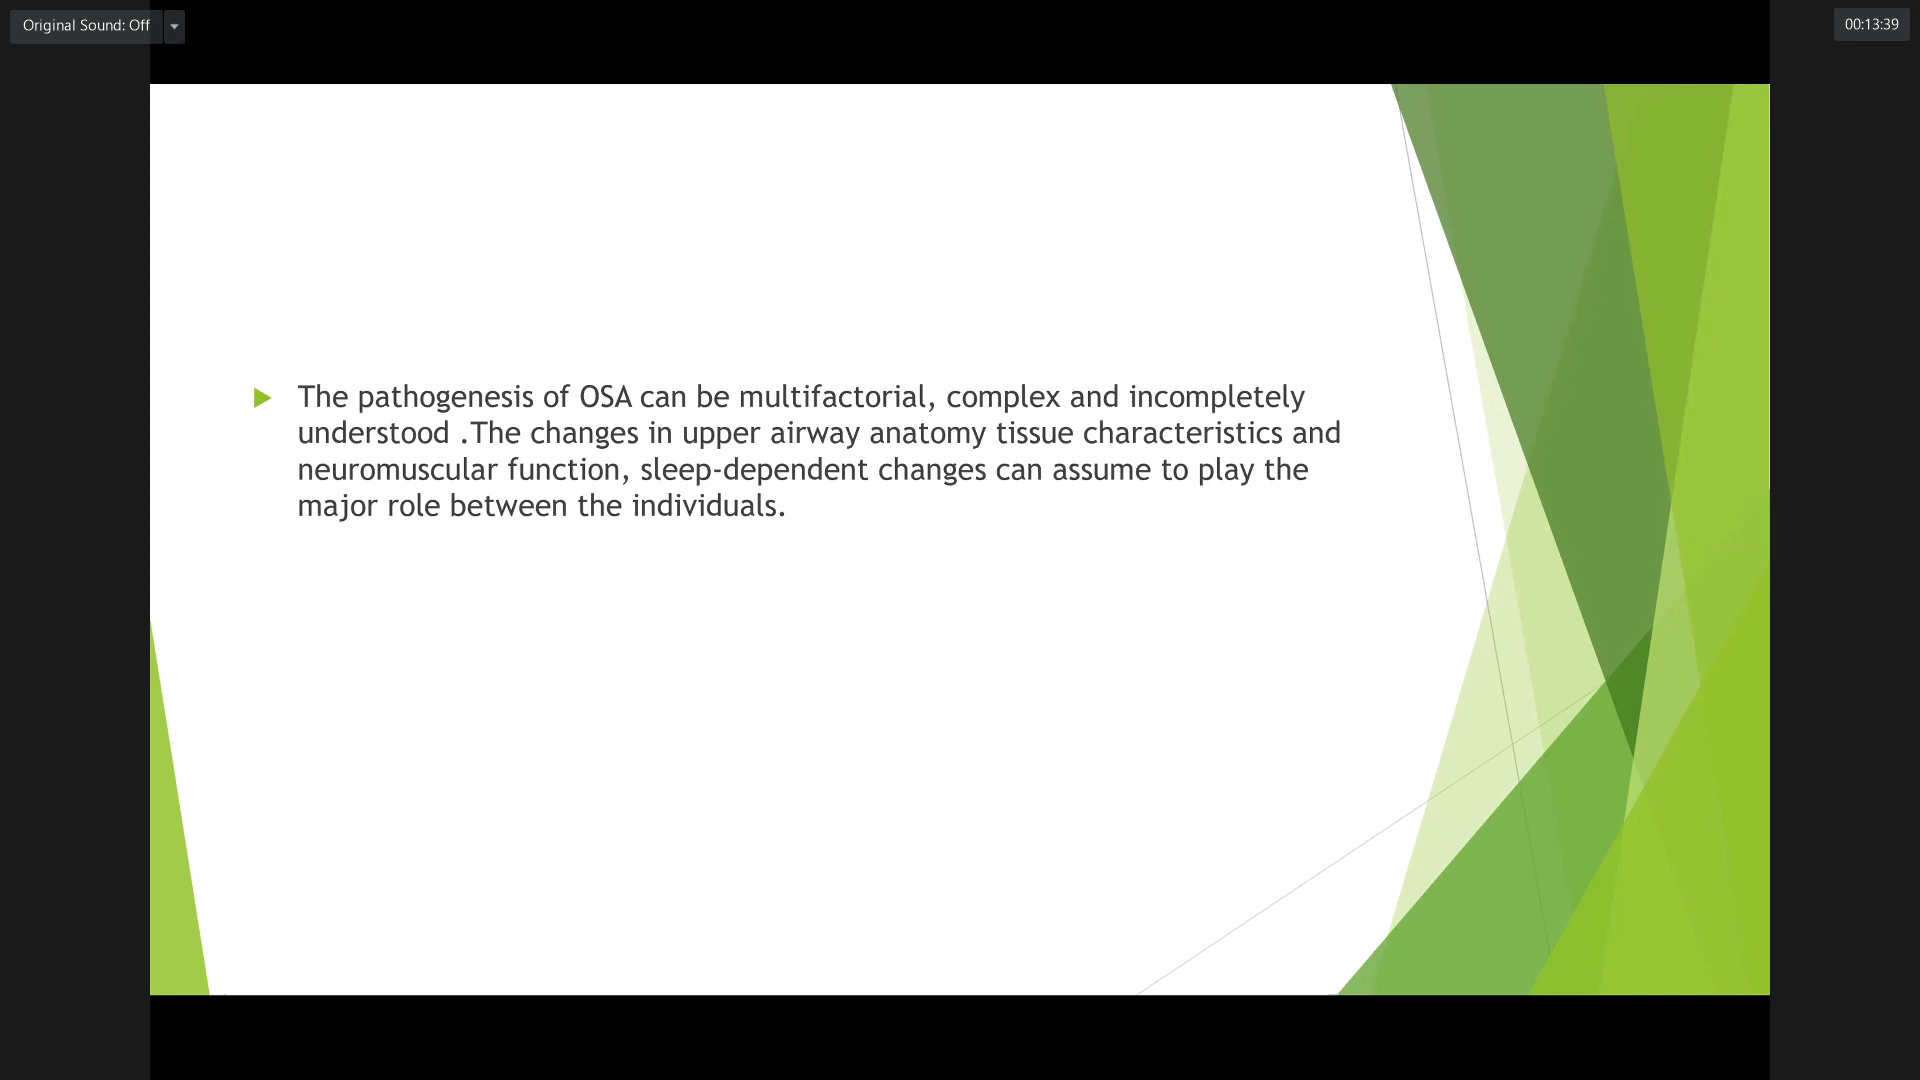 Original Sound: Off
00:13:39
The pathogenesis of OSA can be multifactorial, complex and incompletely
understood .The changes in upper airway anatomy tissue characteristics and
neuromuscular function, sleep-dependent changes can assume to play the
major role between the individuals.